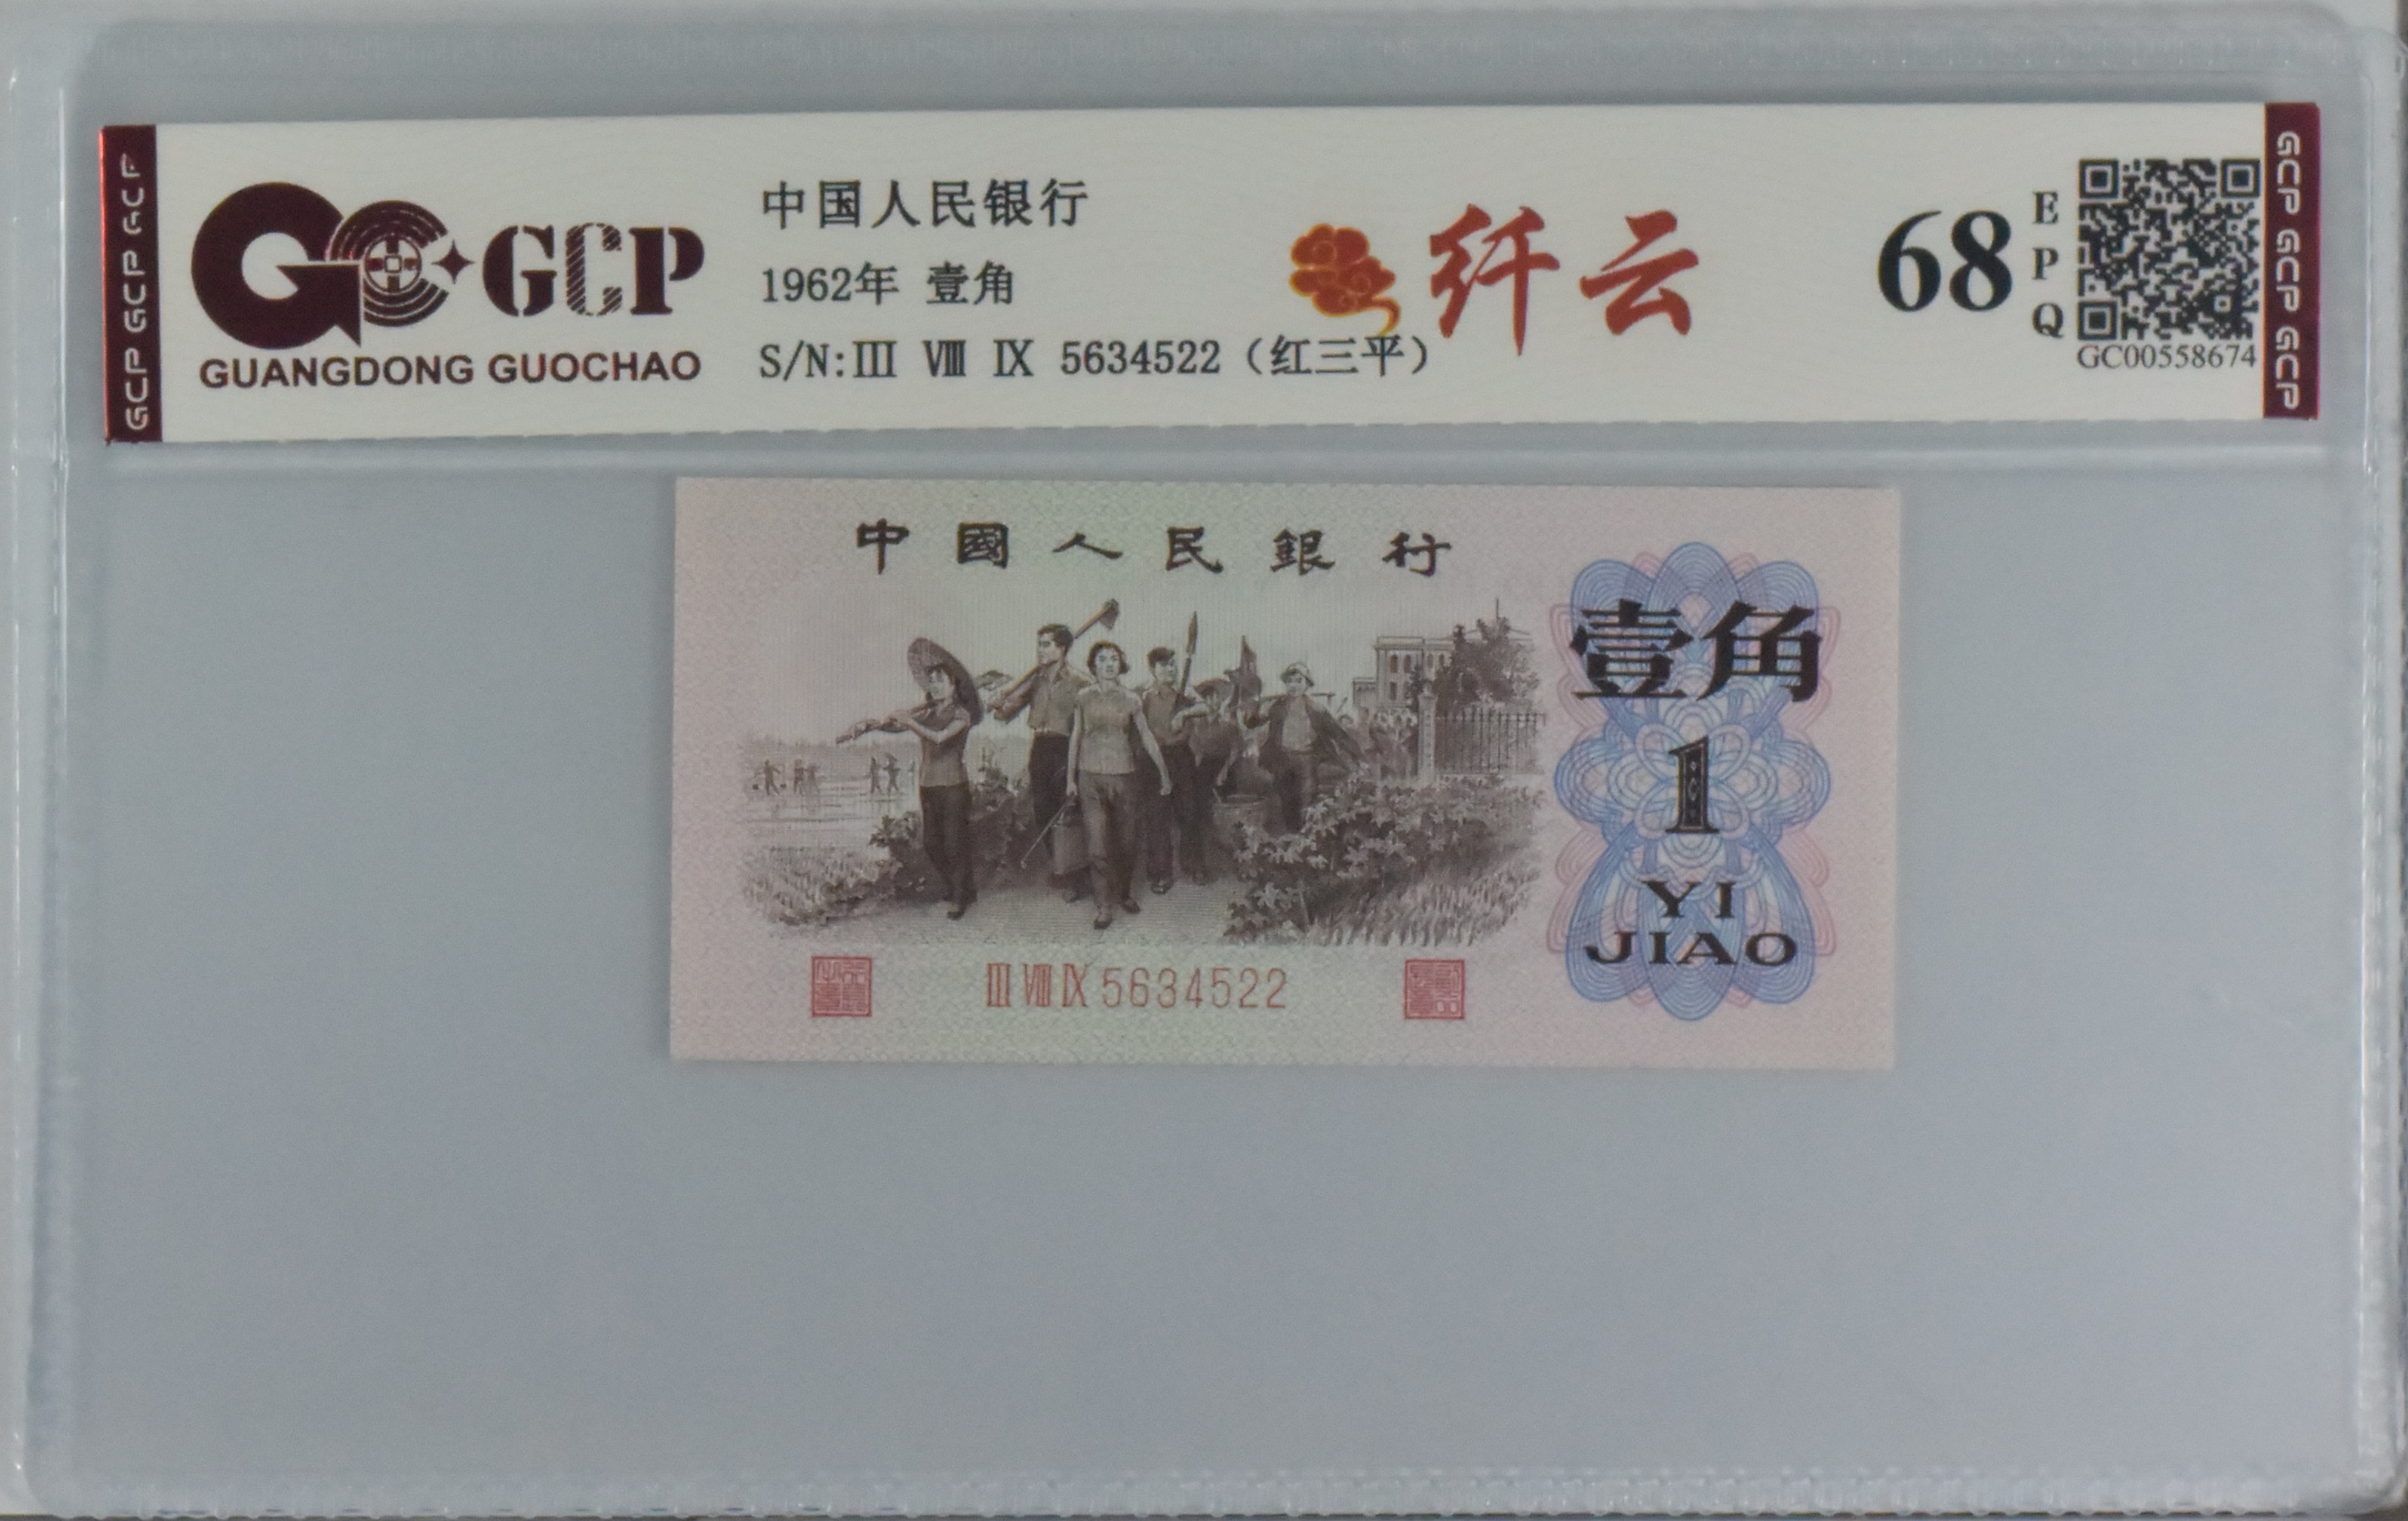 GCP GCP GCP GCP
GCP
GUANGDONG GUOCHAO
中国人民银行
1962年 壹角
S/N:Ⅲ Ⅷ Ⅸ 5634522（红三平）
纤云
68
EPQ
GC00558674
GCP GCP GCP
中國人民銀行
壹角
1
YI
JIAO
Ⅲ Ⅷ Ⅸ 5634522